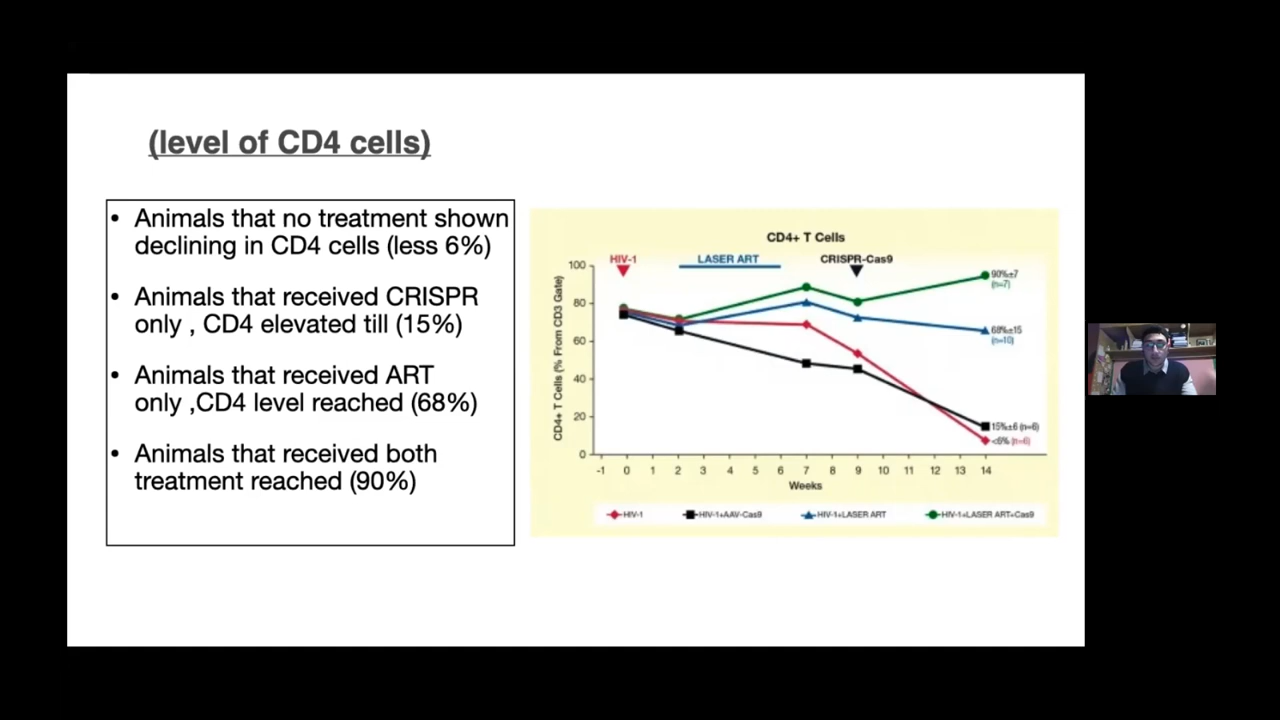 (level of CD4 cells)
• Animals that no treatment shown
declining in CD4 cells (less 6%)
• Animals that received CRISPR
only , CD4 elevated till (15%)
• Animals that received ART
only ,CD4 level reached (68%)
• Animals that received both
treatment reached (90%)
CD4+ T Cells
HIV-1
LASER ART
CRISPR-Cas9
CD4+ T Cells (% From CD3 Gate)
100
80
60
40
20
0
90%±7
(n=7)
68%±15
(n=10)
15%±6 (n=6)
<6% (n=6)
-1 0 1 2 3 4 5 6 7 8 9 10 11 12 13 14
Weeks
HIV-1 HIV-1+AAV-Cas9 HIV-1+LASER ART HIV-1+LASER ART+Cas9